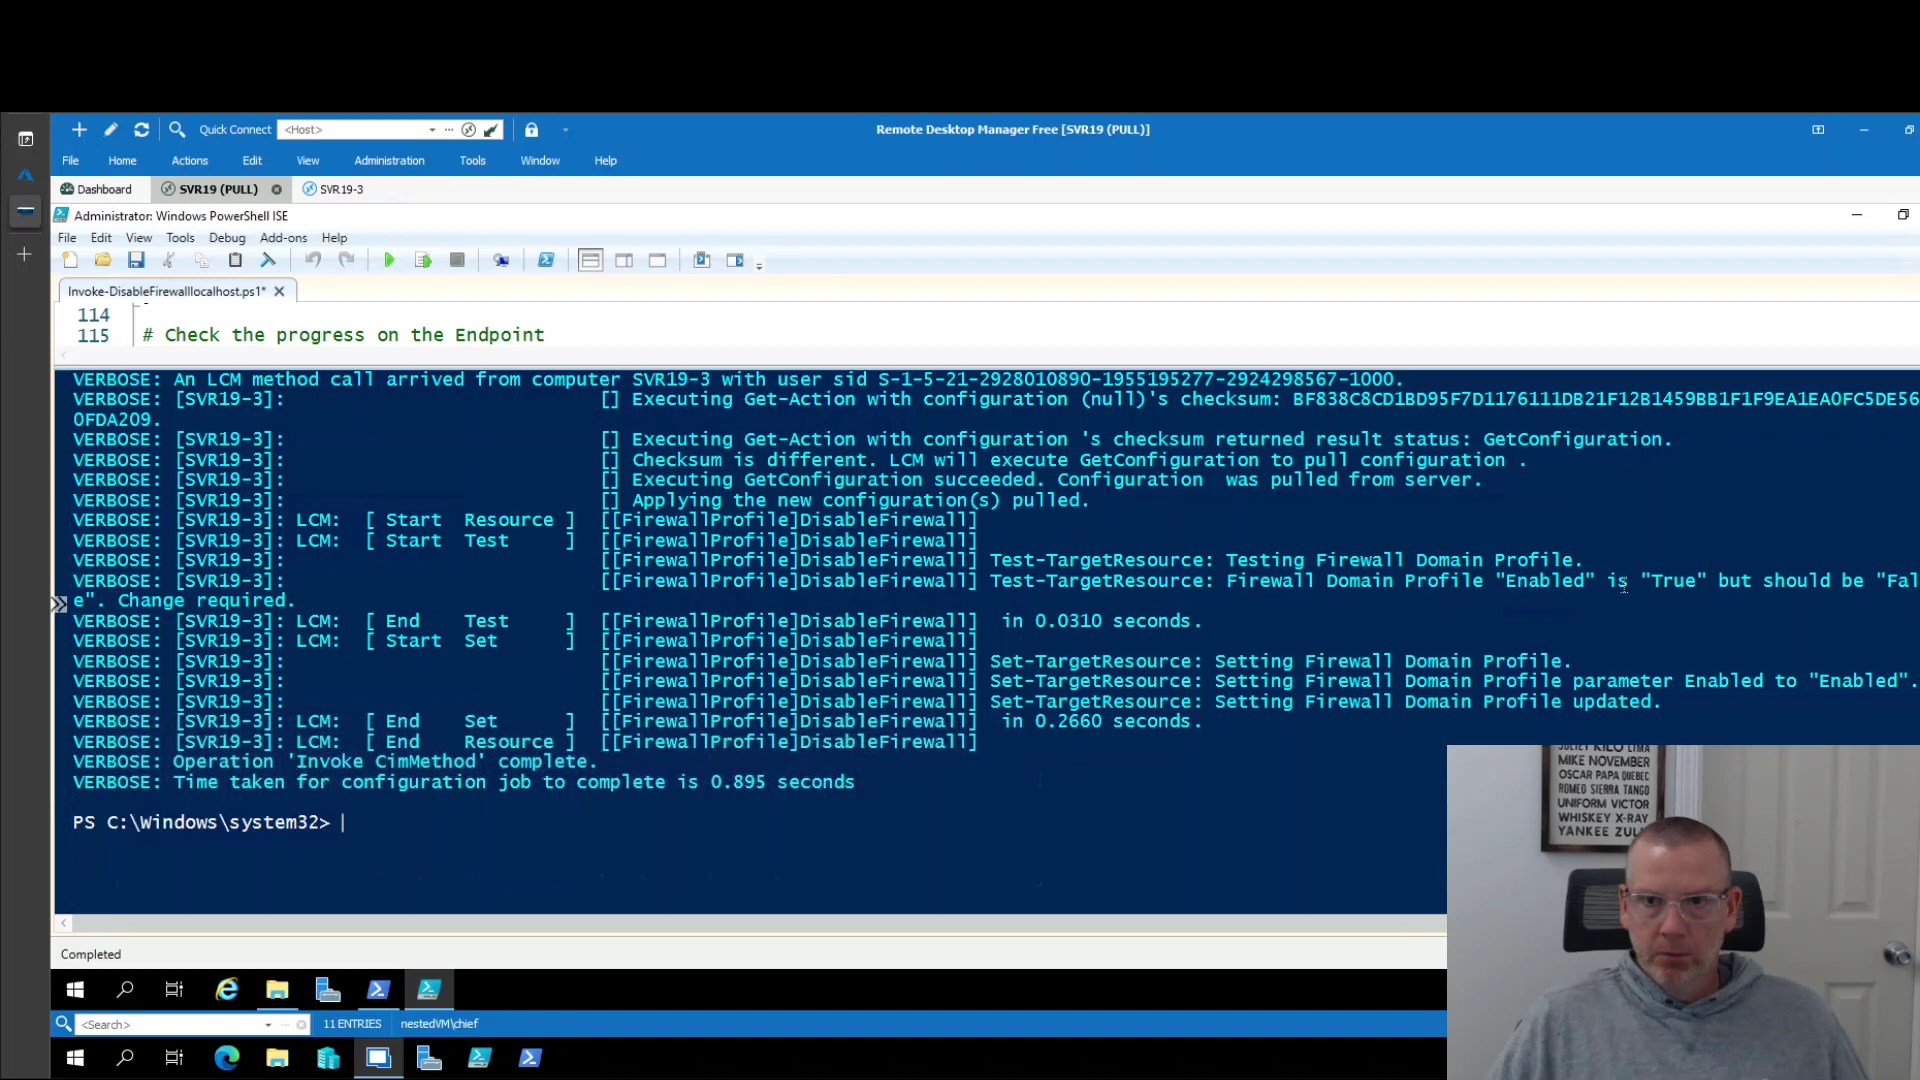 Quick Connect <Host> Remote Desktop Manager Free [SVR19 (PULL)]
File Home Actions Edit View Administration Tools Window Help
Dashboard SVR19 (PULL) SVR19-3
Administrator: Windows PowerShell ISE
File Edit View Tools Debug Add-ons Help
Invoke-DisableFirewalllocalhost.ps1*
114
115 # Check the progress on the Endpoint
VERBOSE: An LCM method call arrived from computer SVR19-3 with user sid S-1-5-21-2928010890-1955195277-2924298567-1000.
VERBOSE: [SVR19-3]: [] Executing Get-Action with configuration (null)'s checksum: BF838C8CD1BD95F7D1176111DB21F12B1459BB1F1F9EA1EA0FC5DE56
0FDA209.
VERBOSE: [SVR19-3]: [] Executing Get-Action with configuration 's checksum returned result status: GetConfiguration.
VERBOSE: [SVR19-3]: [] Checksum is different. LCM will execute GetConfiguration to pull configuration .
VERBOSE: [SVR19-3]: [] Executing GetConfiguration succeeded. Configuration was pulled from server.
VERBOSE: [SVR19-3]: [] Applying the new configuration(s) pulled.
VERBOSE: [SVR19-3]: LCM: [ Start Resource ] [[FirewallProfile]DisableFirewall]
VERBOSE: [SVR19-3]: LCM: [ Start Test ] [[FirewallProfile]DisableFirewall]
VERBOSE: [SVR19-3]: [[FirewallProfile]DisableFirewall] Test-TargetResource: Testing Firewall Domain Profile.
VERBOSE: [SVR19-3]: [[FirewallProfile]DisableFirewall] Test-TargetResource: Firewall Domain Profile "Enabled" is "True" but should be "Fal
e". Change required.
VERBOSE: [SVR19-3]: LCM: [ End Test ] [[FirewallProfile]DisableFirewall] in 0.0310 seconds.
VERBOSE: [SVR19-3]: LCM: [ Start Set ] [[FirewallProfile]DisableFirewall]
VERBOSE: [SVR19-3]: [[FirewallProfile]DisableFirewall] Set-TargetResource: Setting Firewall Domain Profile.
VERBOSE: [SVR19-3]: [[FirewallProfile]DisableFirewall] Set-TargetResource: Setting Firewall Domain Profile parameter Enabled to "Enabled".
VERBOSE: [SVR19-3]: [[FirewallProfile]DisableFirewall] Set-TargetResource: Setting Firewall Domain Profile updated.
VERBOSE: [SVR19-3]: LCM: [ End Set ] [[FirewallProfile]DisableFirewall] in 0.2660 seconds.
VERBOSE: [SVR19-3]: LCM: [ End Resource ] [[FirewallProfile]DisableFirewall]
VERBOSE: Operation 'Invoke CimMethod' complete.
VERBOSE: Time taken for configuration job to complete is 0.895 seconds
PS C:\Windows\system32>
MIKE NOVEMBER
OSCAR PAPA QUEBEC
ROMEO SIERRA TANGO
UNIFORM VICTOR
WHISKEY X-RAY
YANKEE ZULU
Completed
<Search> 11 ENTRIES nestedVM\chief